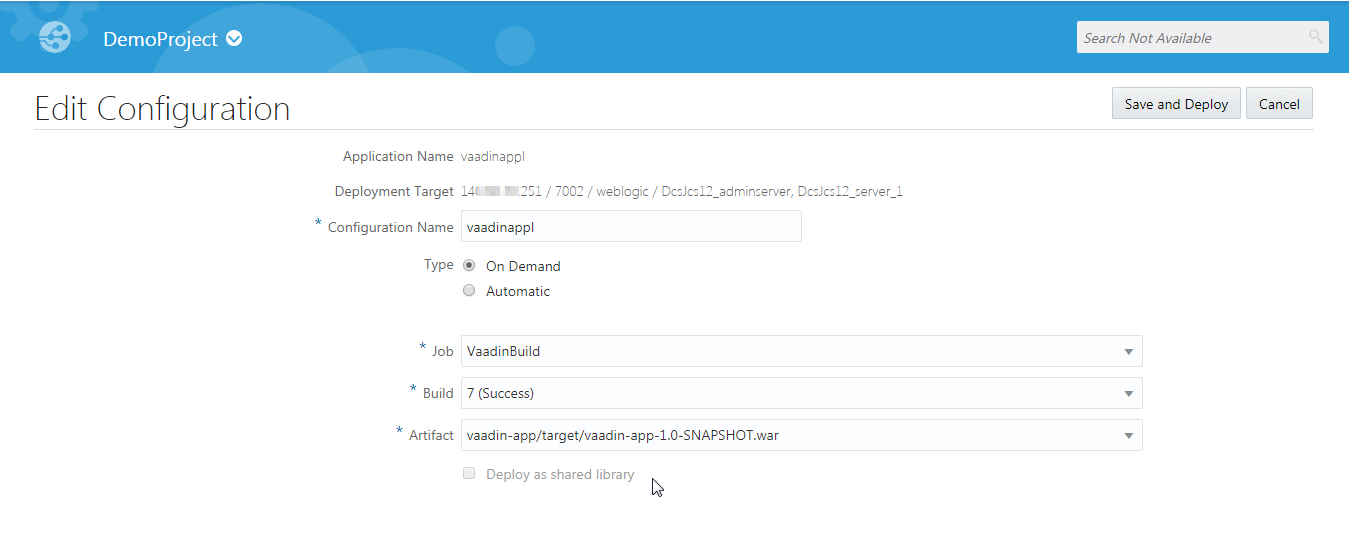 DemoProject
Search Not Available
Edit Configuration
Save and Deploy
Cancel
Application Name vaadinappl
Deployment Target 251 / 7002 / weblogic / DcsJcs12_adminserver, DcsJcs12_server_1
* Configuration Name vaadinappl
Type On Demand
Automatic
* Job VaadinBuild
* Build 7 (Success)
* Artifact vaadin-app/target/vaadin-app-1.0-SNAPSHOT.war
Deploy as shared library